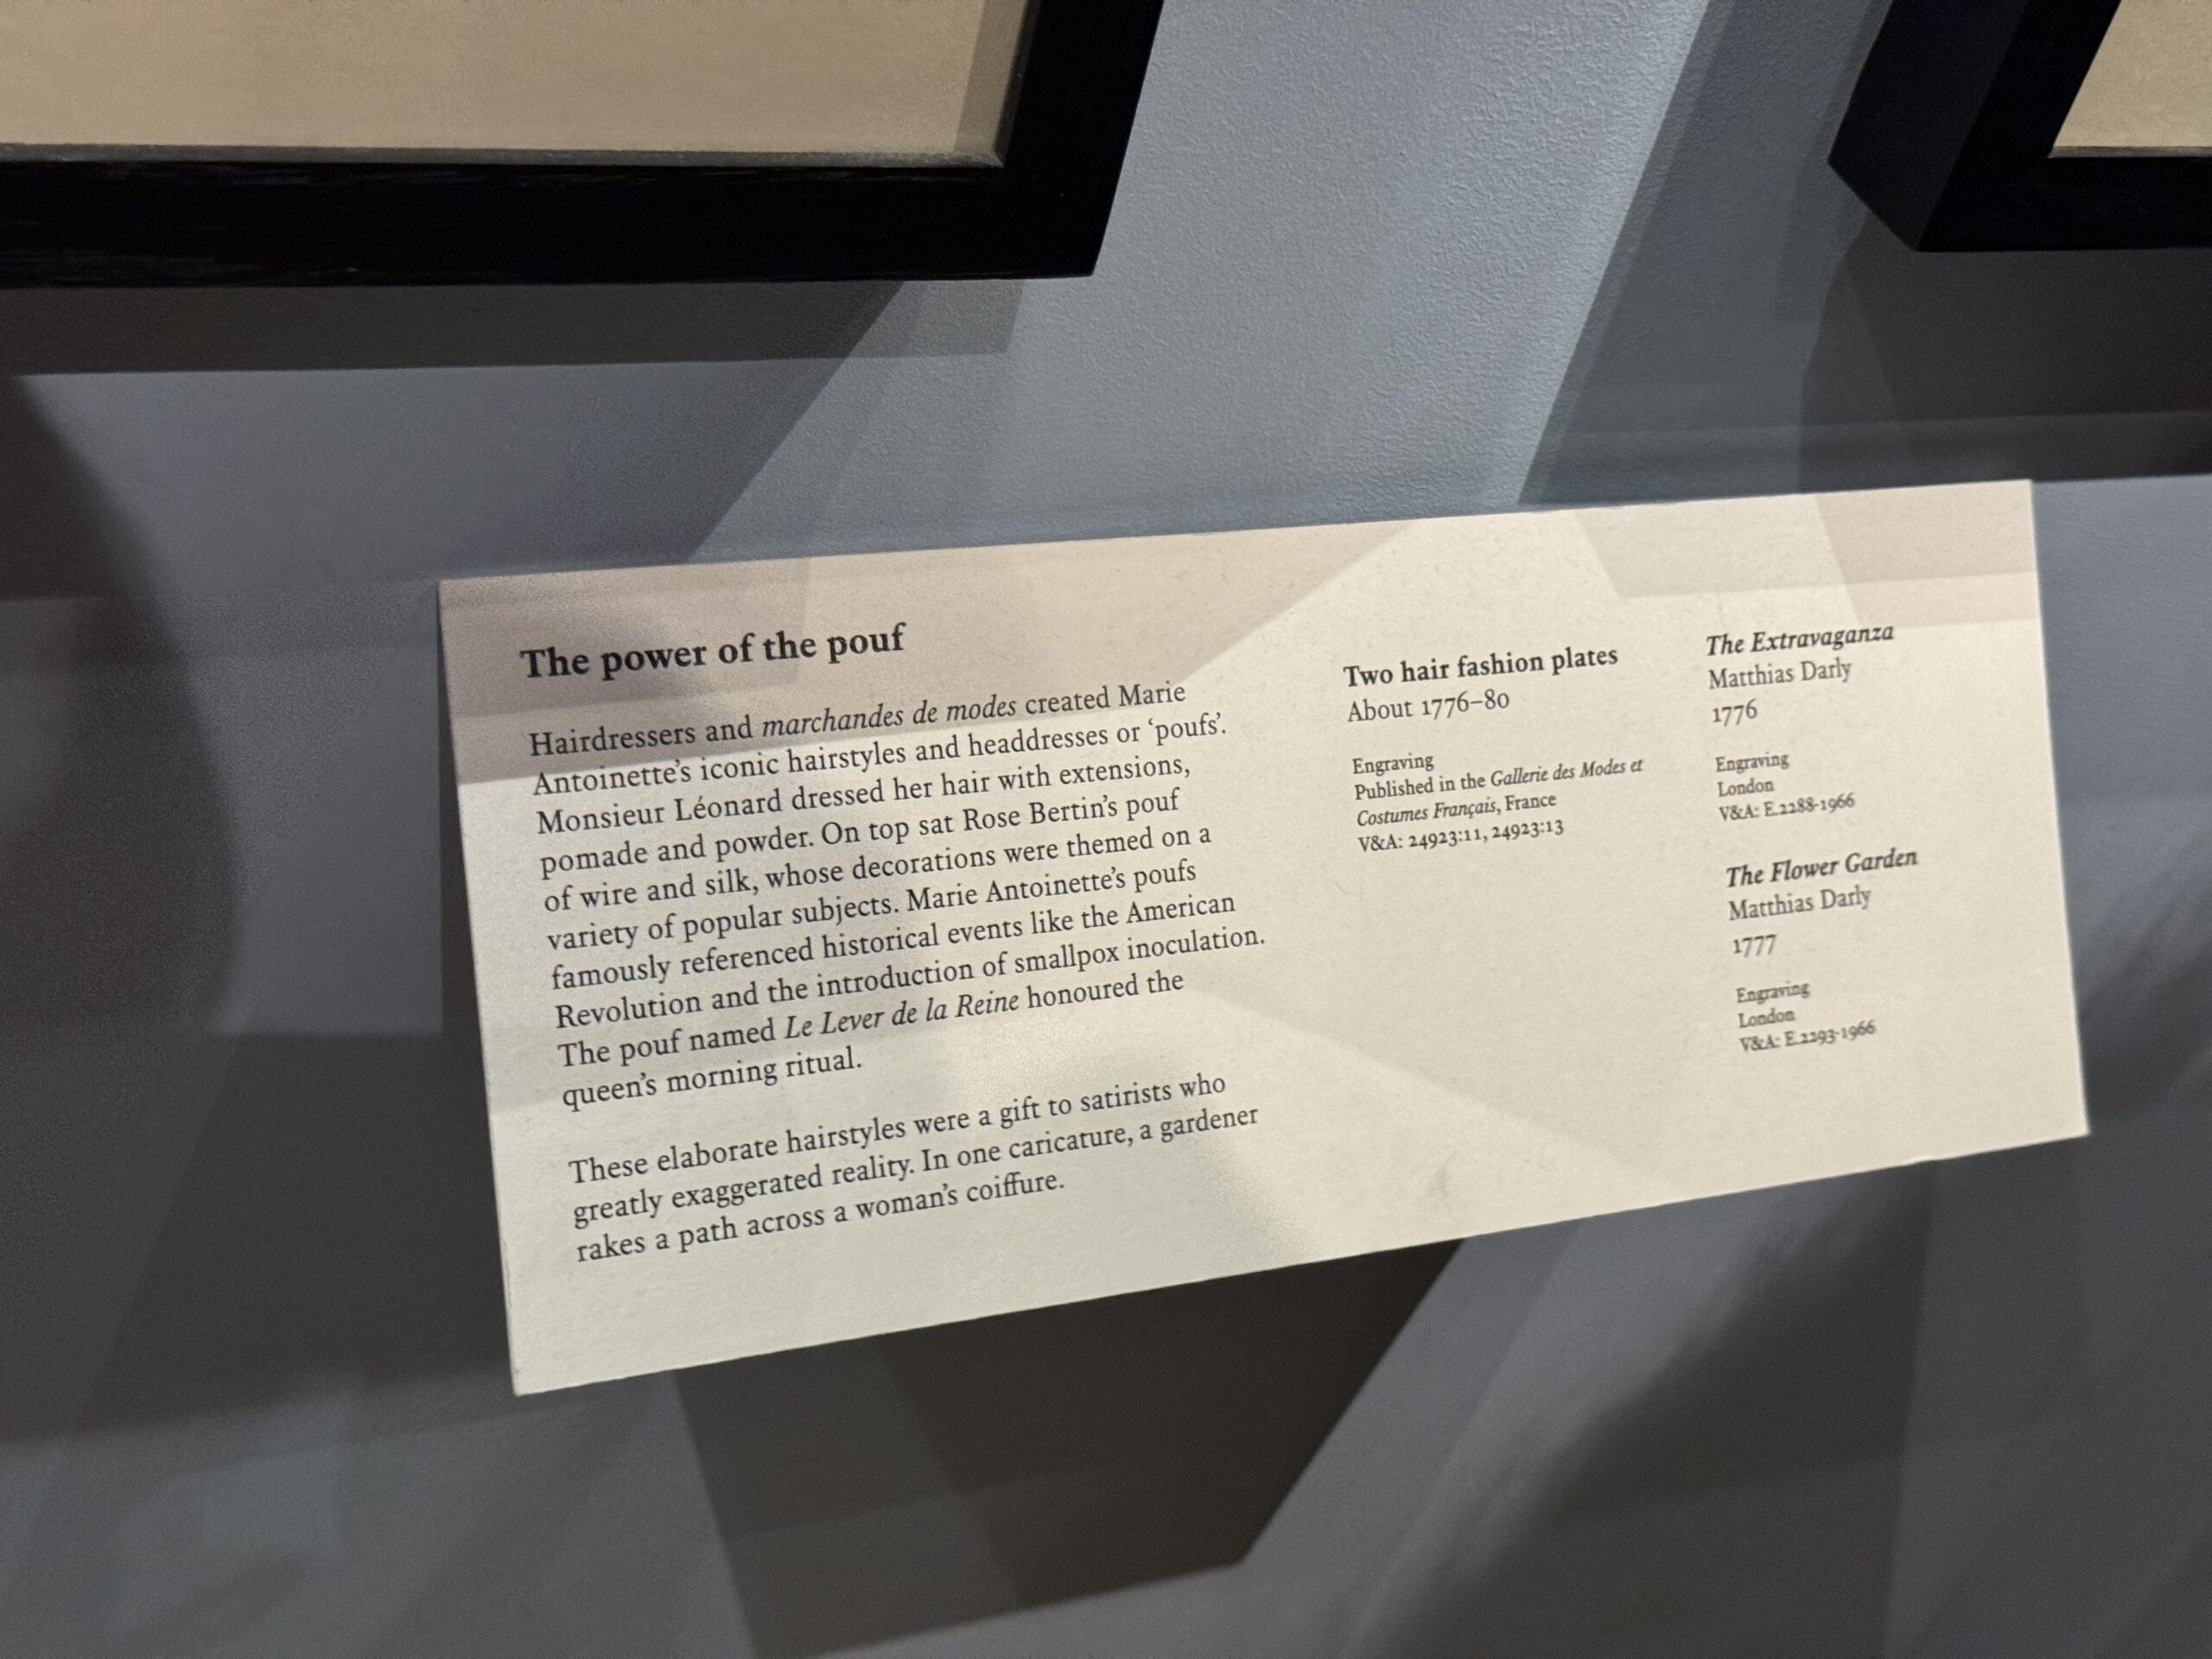 The power of the pouf
Hairdressers and marchandes de modes created Marie
Antoinette’s iconic hairstyles and headdresses or ‘poufs’.
Monsieur Léonard dressed her hair with extensions,
pomade and powder. On top sat Rose Bertin’s pouf
of wire and silk, whose decorations were themed on a
variety of popular subjects. Marie Antoinette’s poufs
famously referenced historical events like the American
Revolution and the introduction of smallpox inoculation.
The pouf named Le Lever de la Reine honoured the
queen’s morning ritual.
These elaborate hairstyles were a gift to satirists who
greatly exaggerated reality. In one caricature, a gardener
rakes a path across a woman’s coiffure.
Two hair fashion plates
About 1776–80
Engraving
Published in the Gallerie des Modes et
Costumes Français, France
V&A: 24923:11, 24923:13
The Extravaganza
Matthias Darly
1776
Engraving
London
V&A: E.2288-1966
The Flower Garden
Matthias Darly
1777
Engraving
London
V&A: E.2293-1966